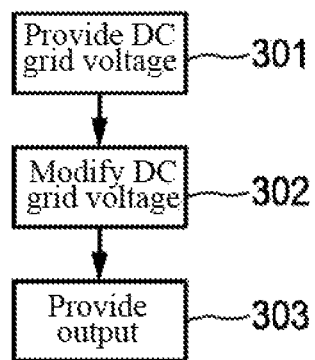 Provide DC
grid voltage
301
Modify DC
grid voltage
302
Provide
output
303